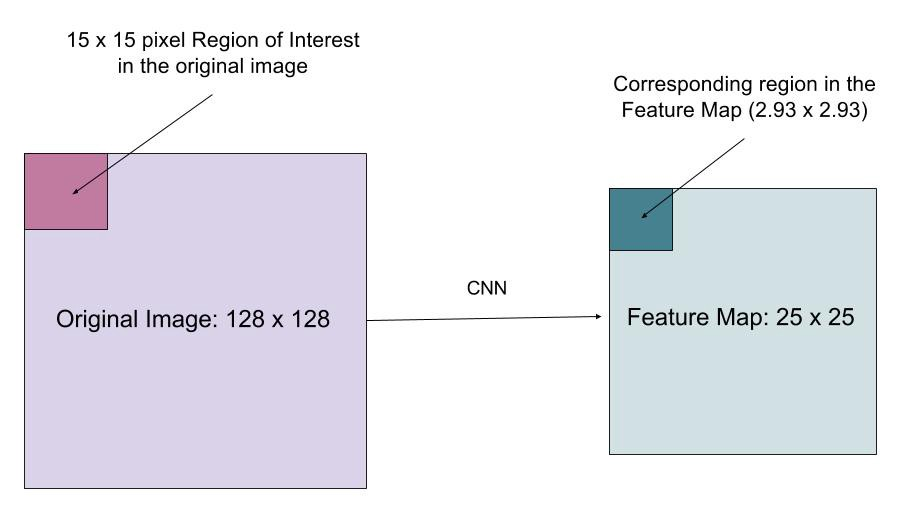 15 x 15 pixel Region of Interest
in the original image
Corresponding region in the
Feature Map (2.93 x 2.93)
CNN
Original Image: 128 x 128
Feature Map: 25 x 25